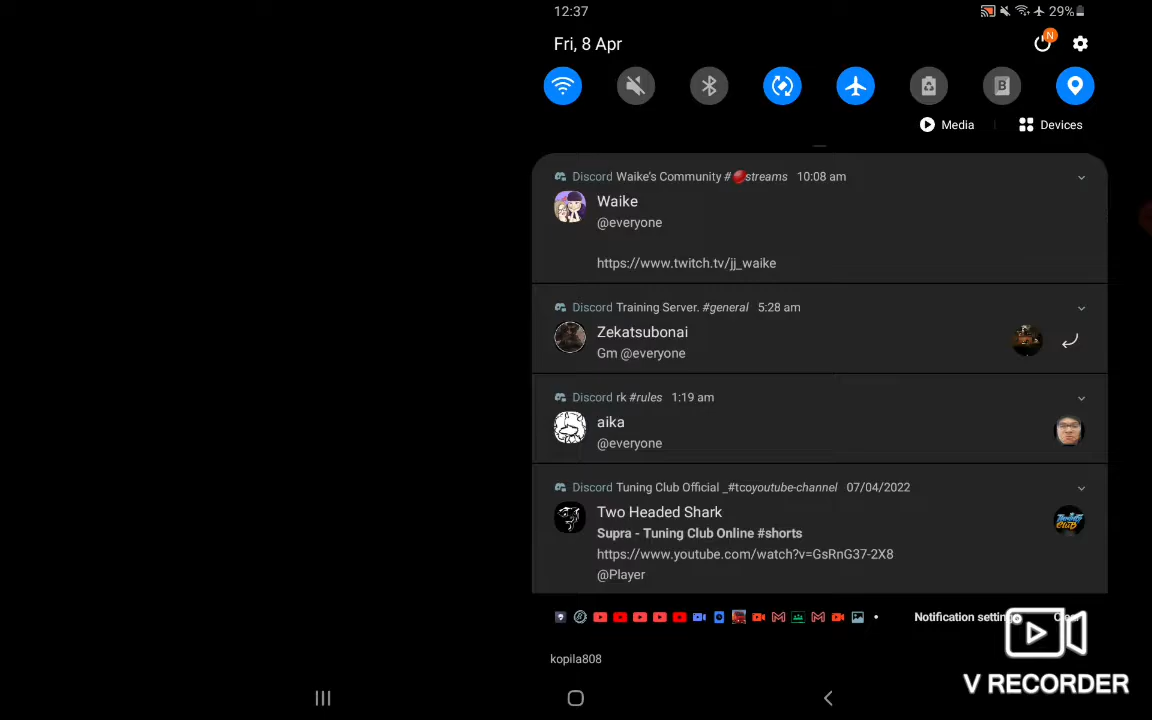 12:37
29%
Fri, 8 Apr
N
B
Media
Devices
Discord Waike's Community #🔴streams 10:08 am
Waike
@everyone
https://www.twitch.tv/jj_waike
Discord Training Server. #general 5:28 am
Zekatsubonai
Gm @everyone
Discord rk #rules 1:19 am
aika
@everyone
Discord Tuning Club Official _#tcoyoutube-channel 07/04/2022
Two Headed Shark
Supra - Tuning Club Online #shorts
https://www.youtube.com/watch?v=GsRnG37-2X8
@Player
Notification settings
kopila808
V RECORDER